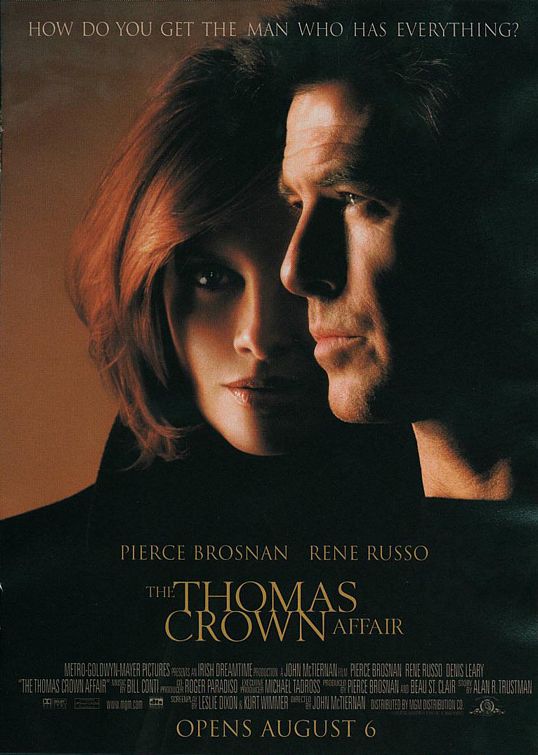 HOW DO YOU GET THE MAN WHO HAS EVERYTHING?
PIERCE BROSNAN RENE RUSSO
THE THOMAS
CROWN AFFAIR
METRO-GOLDWYN-MAYER PICTURES PRESENTS AN IRISH DREAMTIME PRODUCTION A JOHN McTIERNAN FILM PIERCE BROSNAN RENE RUSSO DENIS LEARY
"THE THOMAS CROWN AFFAIR" MUSIC BY BILL CONTI CO-PRODUCER ROGER PARADISO EXECUTIVE PRODUCER MICHAEL TADROSS PRODUCED BY PIERCE BROSNAN AND BEAU ST. CLAIR STORY BY ALAN R. TRUSTMAN
www.mgm.com SCREENPLAY BY LESLIE DIXON & KURT WIMMER DIRECTED BY JOHN McTIERNAN DISTRIBUTED BY MGM DISTRIBUTION CO.
OPENS AUGUST 6